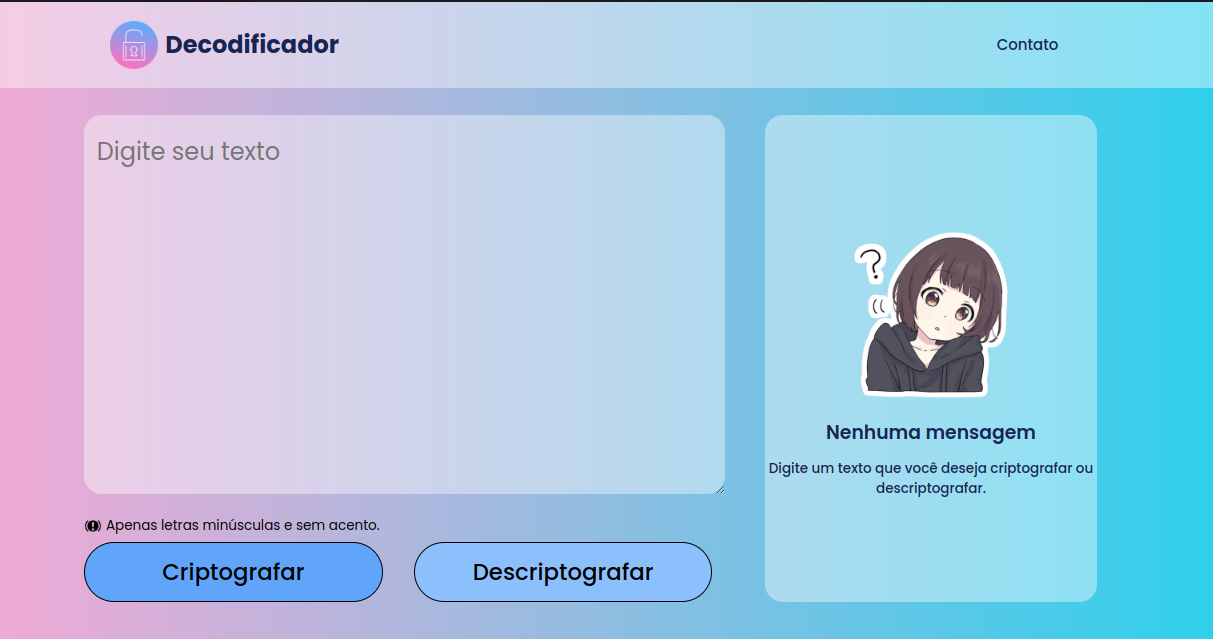 Decodificador
Contato
Digite seu texto
Apenas letras minúsculas e sem acento.
Criptografar
Descriptografar
?
Nenhuma mensagem
Digite um texto que você deseja criptografar ou
descriptografar.